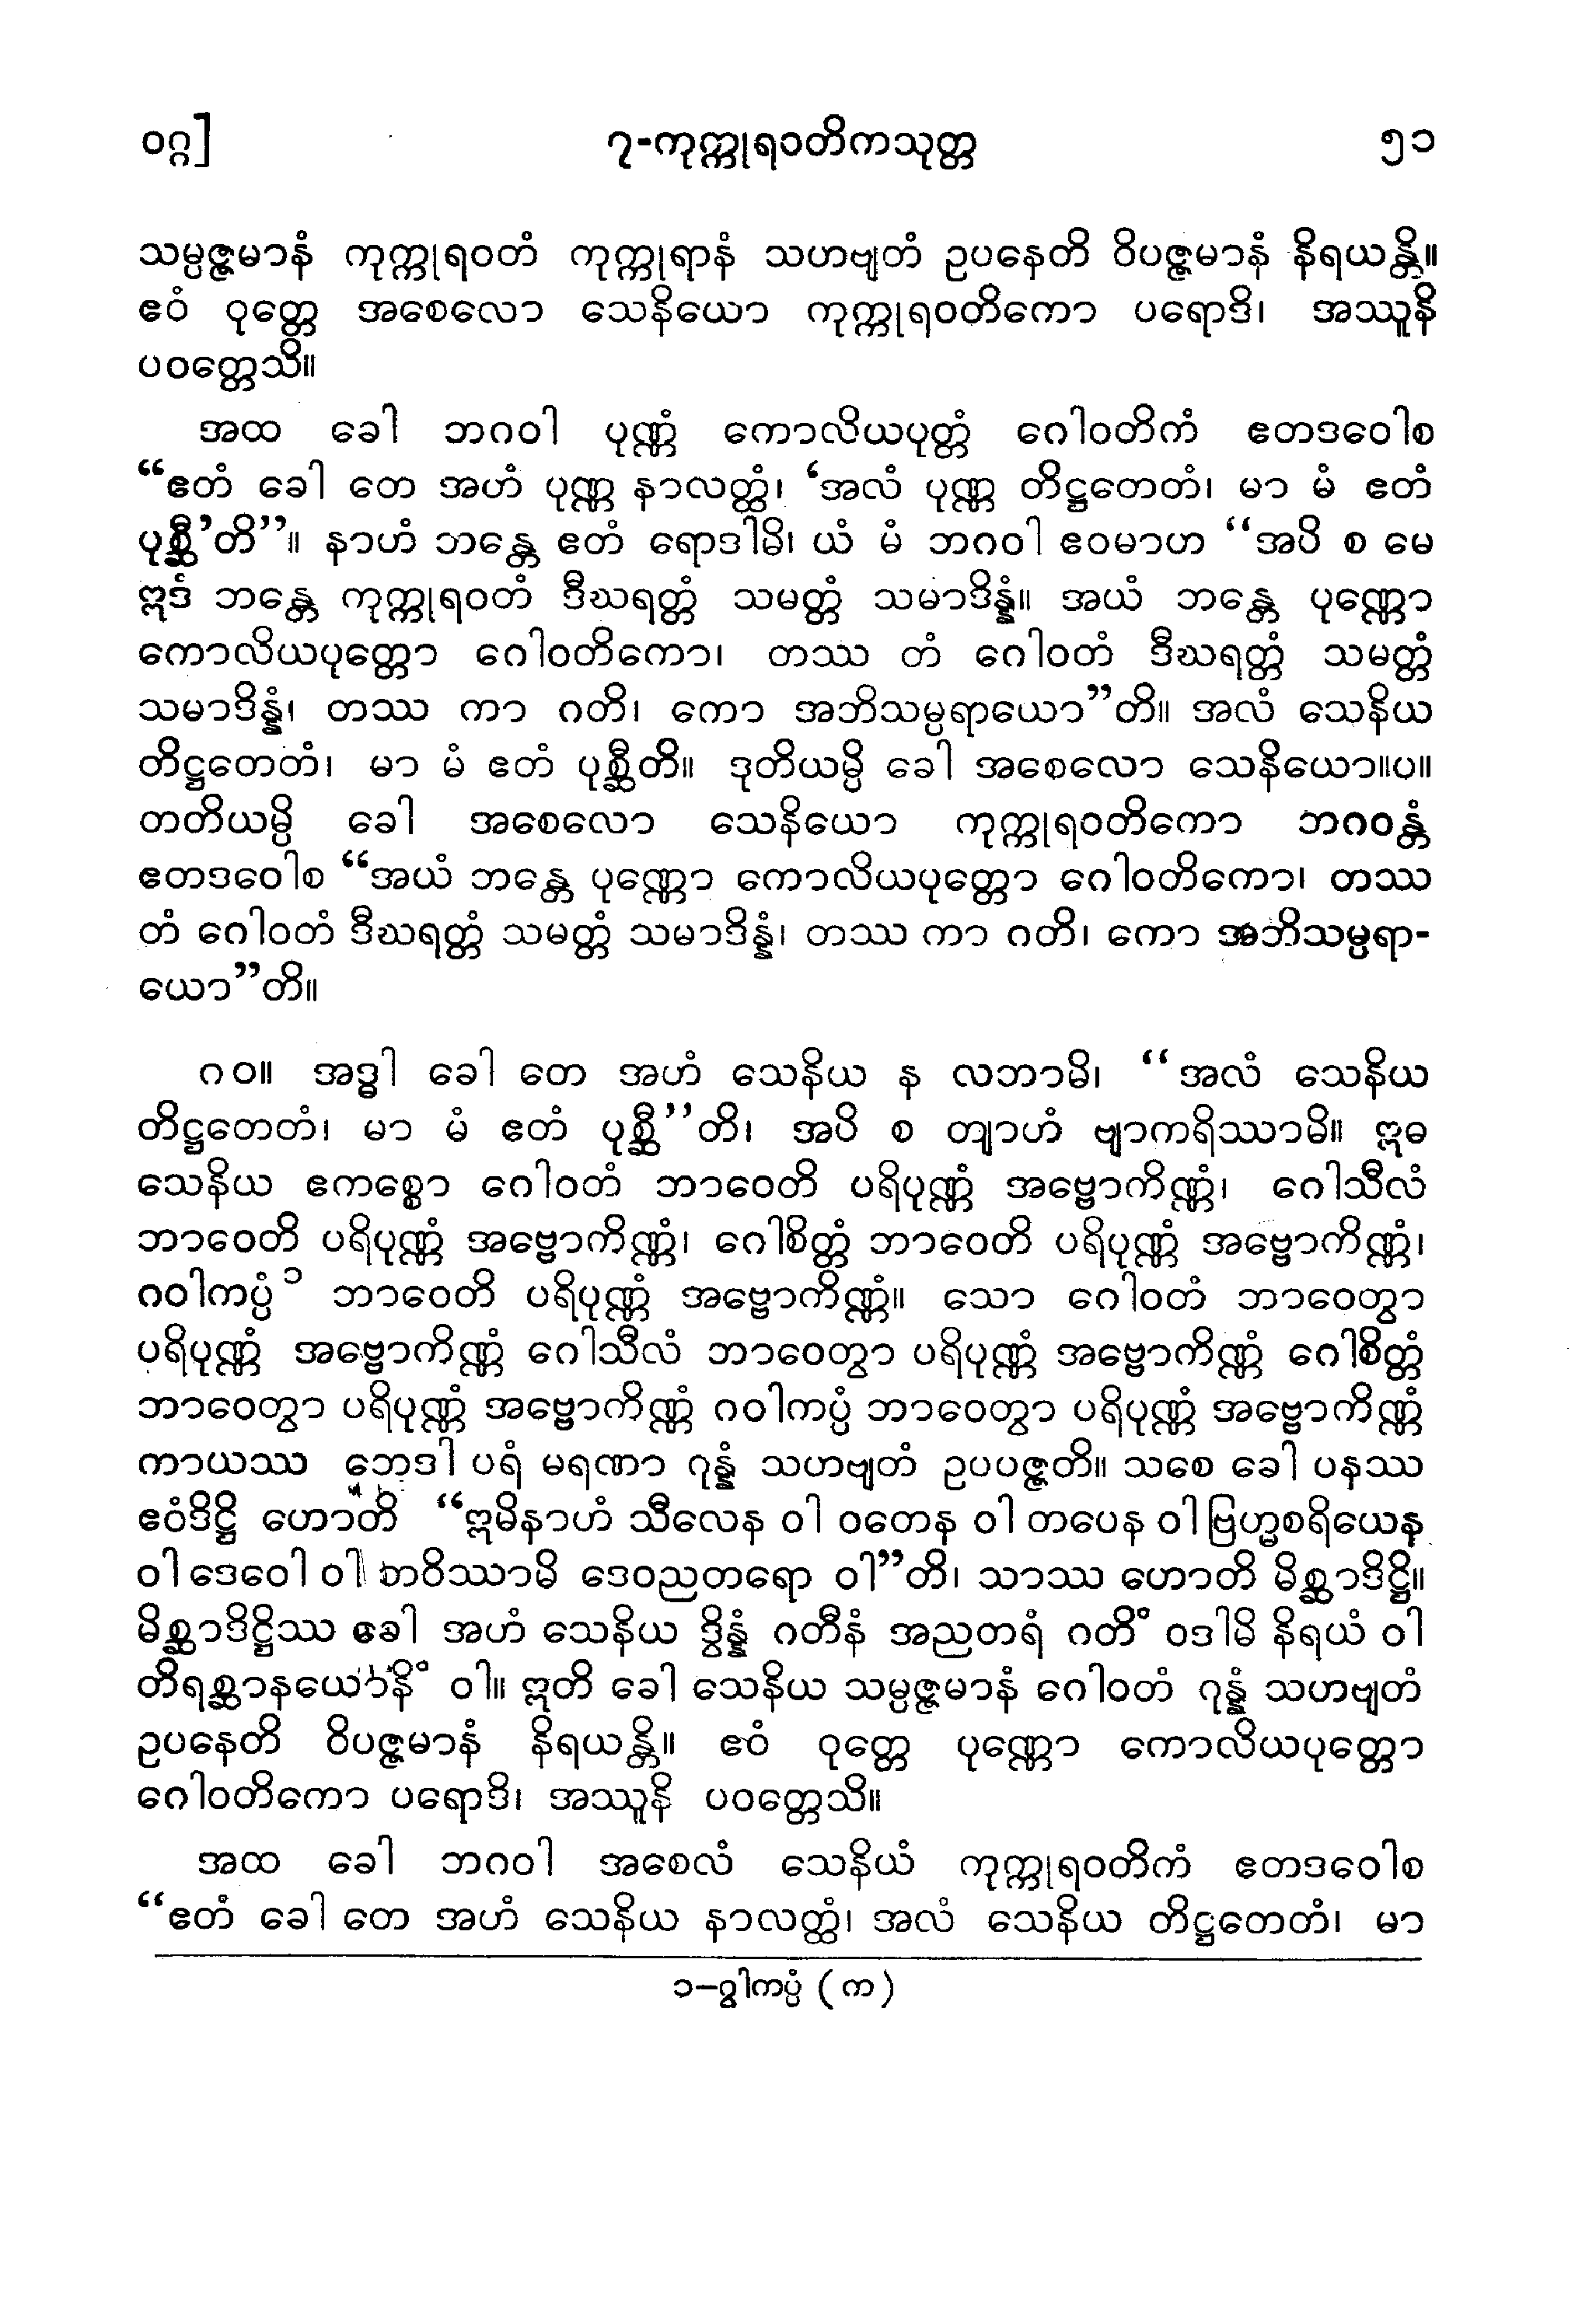 ဝဂ္ဂ]
၇-ကုက္ကုရဝတိကသုတ္တ
၅၁
သမ္ပဇ္ဇမာနံ ကုက္ကုရဝတံ ကုက္ကုရာနံ သဟဗျတံ ဥပနေတိ ဝိပဇ္ဇမာနံ နိရယန္တိ။
ဧဝံ ဝုတ္တေ အစေလော သေနိယော ကုက္ကုရဝတိကော ပရောဒိ၊ အဿူနိ
ပဝတ္တေသိ။
အထ ခေါ ဘဂဝါ ပုဏ္ဏံ ကောလိယပုတ္တံ ဂေါဝတိကံ ဧတဒဝေါစ
“ဧတံ ခေါ တေ အဟံ ပုဏ္ဏ နာလတ္ထံ၊ ‘အလံ ပုဏ္ဏ တိဋ္ဌတေတံ၊ မာ မံ ဧတံ
ပုစ္ဆီ’တိ”။ နာဟံ ဘန္တေ ဧတံ ရောဒါမိ၊ ယံ မံ ဘဂဝါ ဧဝမာဟ “အပိ စ မေ
ဣဒံ ဘန္တေ ကုက္ကုရဝတံ ဒီဃရတ္တံ သမတ္တံ သမာဒိန္နံ။ အယံ ဘန္တေ ပုဏ္ဏော
ကောလိယပုတ္တော ဂေါဝတိကော၊ တဿ တံ ဂေါဝတံ ဒီဃရတ္တံ သမတ္တံ
သမာဒိန္နံ၊ တဿ ကာ ဂတိ၊ ကော အဘိသမ္ပရာယော”တိ။ အလံ သေနိယ
တိဋ္ဌတေတံ၊ မာ မံ ဧတံ ပုစ္ဆီတိ။ ဒုတိယမ္ပိ ခေါ အစေလော သေနိယော။ပ။
တတိယမ္ပိ ခေါ အစေလော သေနိယော ကုက္ကုရဝတိကော ဘဂဝန္တံ
ဧတဒဝေါစ “အယံ ဘန္တေ ပုဏ္ဏော ကောလိယပုတ္တော ဂေါဝတိကော၊ တဿ
တံ ဂေါဝတံ ဒီဃရတ္တံ သမတ္တံ သမာဒိန္နံ၊ တဿ ကာ ဂတိ၊ ကော အဘိသမ္ပရာ-
ယော”တိ။
၈၀။ အဒ္ဓါ ခေါ တေ အဟံ သေနိယ န လဘာမိ၊ “အလံ သေနိယ
တိဋ္ဌတေတံ၊ မာ မံ ဧတံ ပုစ္ဆီ”တိ၊ အပိ စ တျာဟံ ဗျာကရိဿာမိ။ ဣဓ
သေနိယ ဧကစ္စော ဂေါဝတံ ဘာဝေတိ ပရိပုဏ္ဏံ အဗ္ဗောကိဏ္ဏံ၊ ဂေါသီလံ
ဘာဝေတိ ပရိပုဏ္ဏံ အဗ္ဗောကိဏ္ဏံ၊ ဂေါစိတ္တံ ဘာဝေတိ ပရိပုဏ္ဏံ အဗ္ဗောကိဏ္ဏံ၊
ဂဝါကပ္ပံ ၁ ဘာဝေတိ ပရိပုဏ္ဏံ အဗ္ဗောကိဏ္ဏံ။ သော ဂေါဝတံ ဘာဝေတွာ
ပရိပုဏ္ဏံ အဗ္ဗောကိဏ္ဏံ ဂေါသီလံ ဘာဝေတွာ ပရိပုဏ္ဏံ အဗ္ဗောကိဏ္ဏံ ဂေါစိတ္တံ
ဘာဝေတွာ ပရိပုဏ္ဏံ အဗ္ဗောကိဏ္ဏံ ဂဝါကပ္ပံ ဘာဝေတွာ ပရိပုဏ္ဏံ အဗ္ဗောကိဏ္ဏံ
ကာယဿ ဘေဒါ ပရံ မရဏာ ဂုန္နံ သဟဗျတံ ဥပပဇ္ဇတိ။ သစေ ခေါ ပနဿ
ဧဝံဒိဋ္ဌိ ဟောတိ “ဣမိနာဟံ သီလေန ဝါ ဝတေန ဝါ တပေန ဝါ ဗြဟ္မစရိယေန
ဝါ ဒေဝေါ ဝါ ဘဝိဿာမိ ဒေဝညတရော ဝါ”တိ၊ သာဿ ဟောတိ မိစ္ဆာဒိဋ္ဌိ။
မိစ္ဆာဒိဋ္ဌိဿ ခေါ အဟံ သေနိယ ဒွိန္နံ ဂတီနံ အညတရံ ဂတိံ ဝဒါမိ နိရယံ ဝါ
တိရစ္ဆာနယောနိံ ဝါ။ ဣတိ ခေါ သေနိယ သမ္ပဇ္ဇမာနံ ဂေါဝတံ ဂုန္နံ သဟဗျတံ
ဥပနေတိ ဝိပဇ္ဇမာနံ နိရယန္တိ။ ဧဝံ ဝုတ္တေ ပုဏ္ဏော ကောလိယပုတ္တော
ဂေါဝတိကော ပရောဒိ၊ အဿူနိ ပဝတ္တေသိ။
အထ ခေါ ဘဂဝါ အစေလံ သေနိယံ ကုက္ကုရဝတိကံ ဧတဒဝေါစ
“ဧတံ ခေါ တေ အဟံ သေနိယ နာလတ္ထံ၊ အလံ သေနိယ တိဋ္ဌတေတံ၊ မာ
၁-ဂွါကပ္ပံ (က)